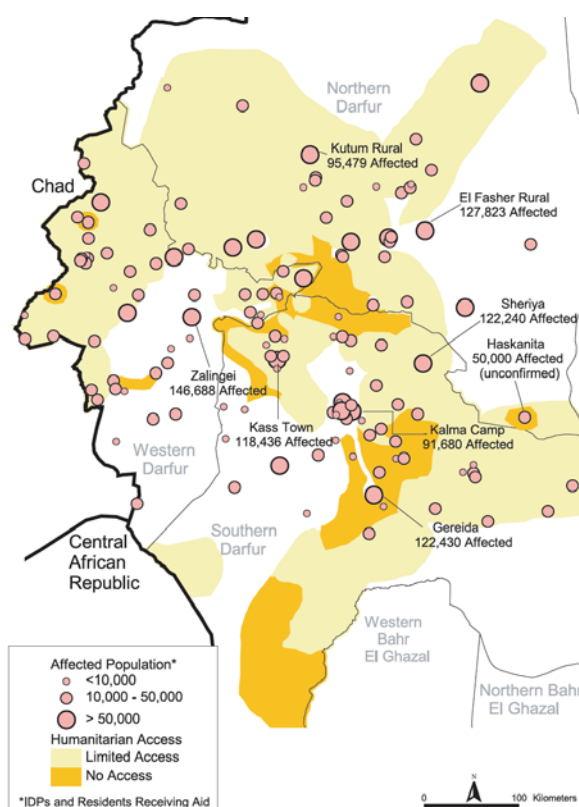 Northern
Darfur
Kutum Rural
95,479 Affected
Chad
El Fasher Rural
127,823 Affected
Sheriya
122,240 Affected
Haskanita
50,000 Affected
(unconfirmed)
Zalingei
146,688 Affected
Kass Town
118,436 Affected
Kalma Camp
91,680 Affected
Western
Darfur
Gereida
122,430 Affected
Southern
Darfur
Central
African
Republic
Western
Bahr
El Ghazal
Northern Bahr
El Ghazal
Affected Population*
<10,000
10,000 - 50,000
> 50,000
Humanitarian Access
Limited Access
No Access
*IDPs and Residents Receiving Aid
N
0 100 Kilometers